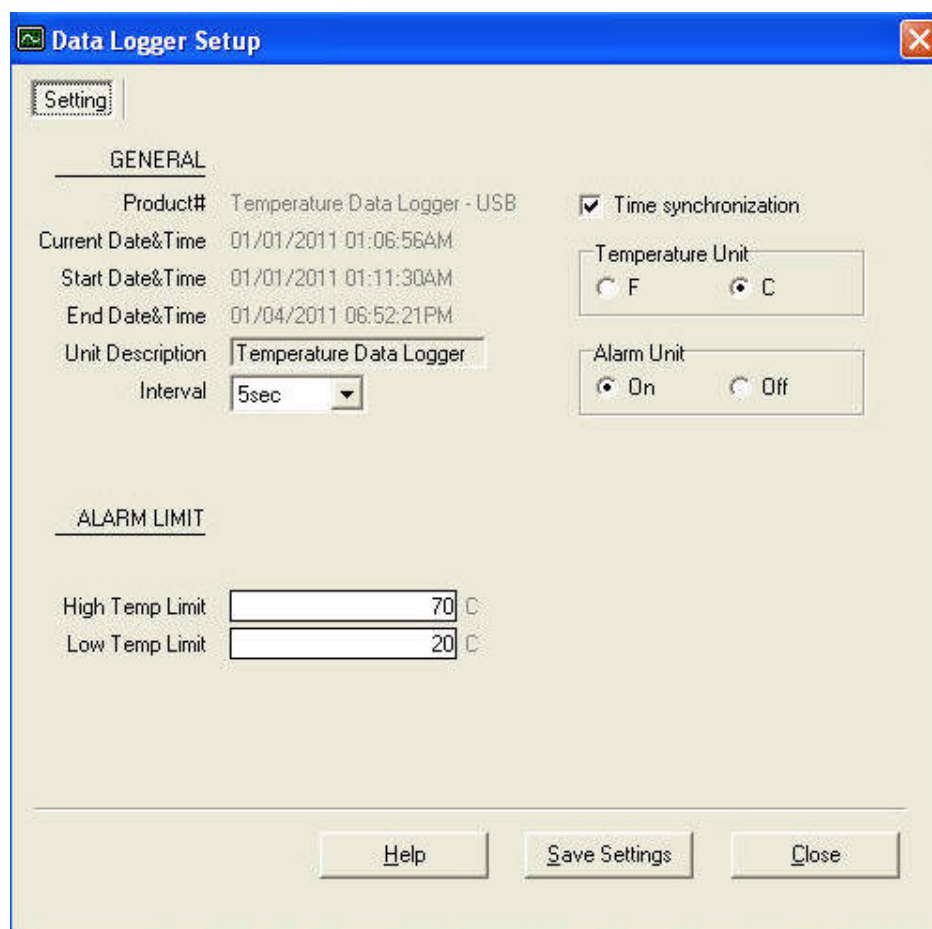 Data Logger Setup
Setting
GENERAL
Product# Temperature Data Logger - USB
Current Date&Time 01/01/2011 01:06:56AM
Start Date&Time 01/01/2011 01:11:30AM
End Date&Time 01/04/2011 06:52:21PM
Unit Description Temperature Data Logger
Interval 5sec
Time synchronization
Temperature Unit
F C
Alarm Unit
On Off
ALARM LIMIT
High Temp Limit 70 C
Low Temp Limit 20 C
Help Save Settings Close